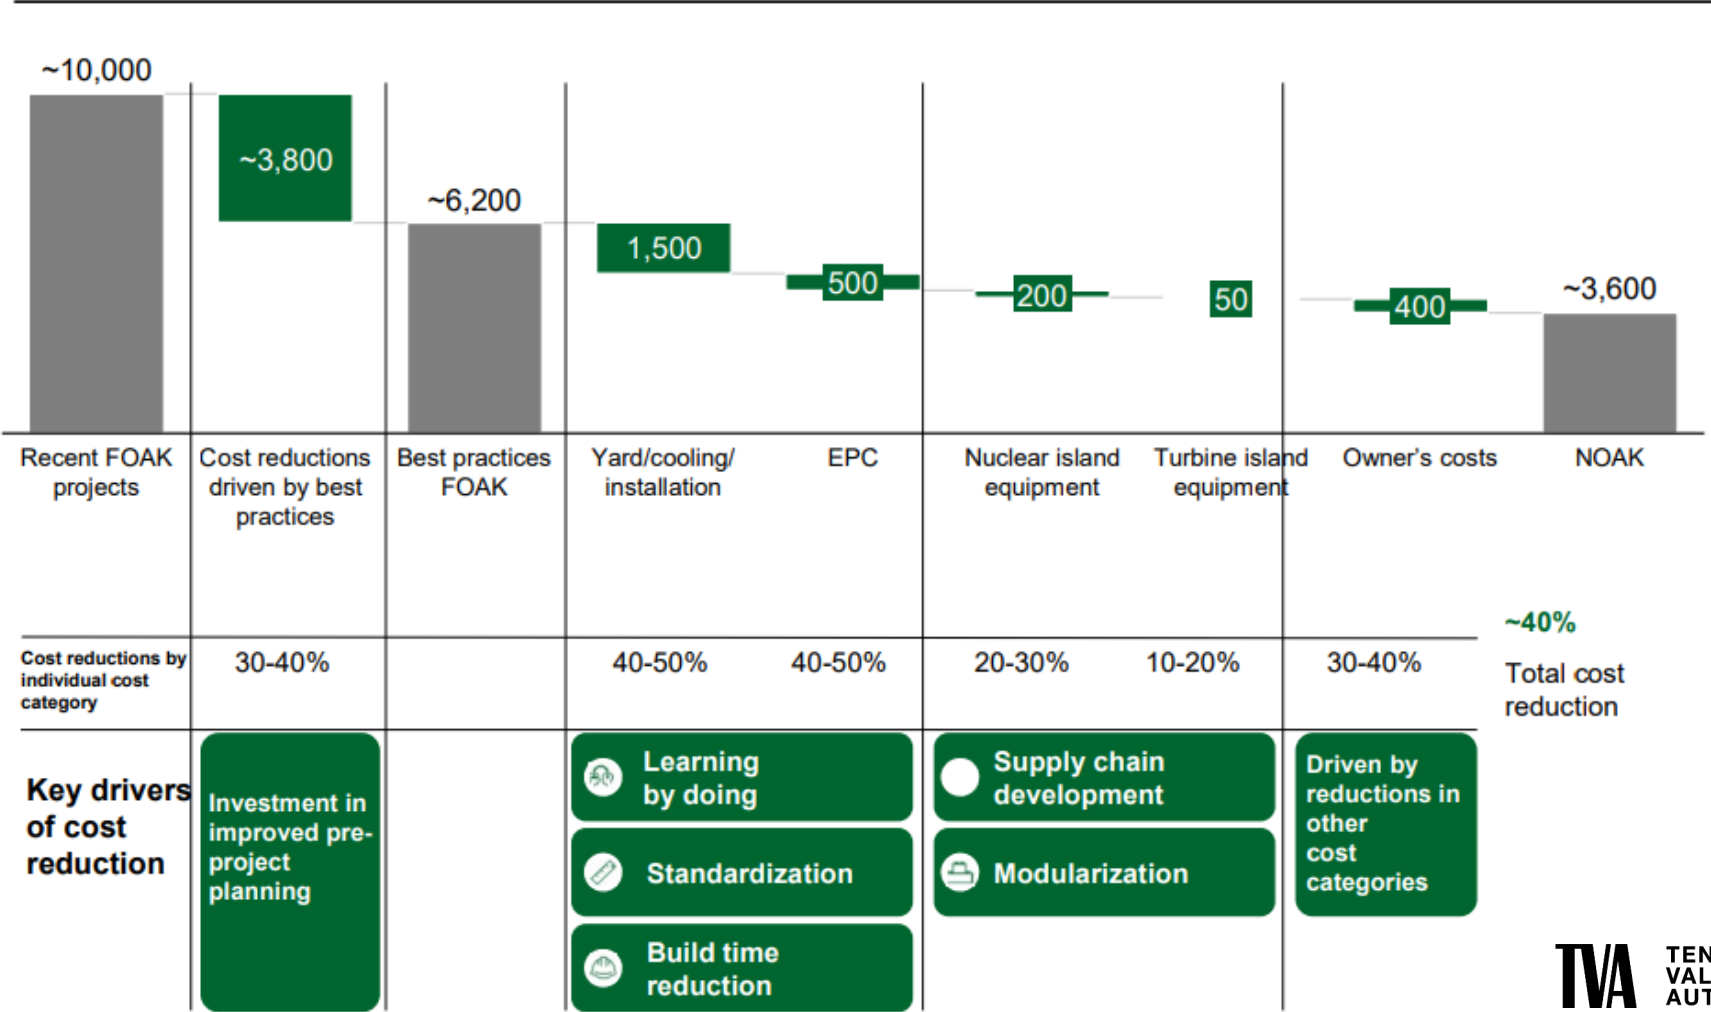 ~10,000
~3,800
~6,200
1,500
500
200
50
400
~3,600
Recent FOAK
projects
Cost reductions
driven by best
practices
Best practices
FOAK
Yard/cooling/
installation
EPC
Nuclear island
equipment
Turbine island
equipment
Owner's costs
NOAK
Cost reductions by
individual cost
category
30-40%
40-50%
40-50%
20-30%
10-20%
30-40%
~40%
Total cost
reduction
Key drivers
of cost
reduction
Investment in
improved pre-
project
planning
Learning
by doing
Standardization
Build time
reduction
Supply chain
development
Modularization
Driven by
reductions in
other
cost
categories
TVA
TEN
VAL
AUT